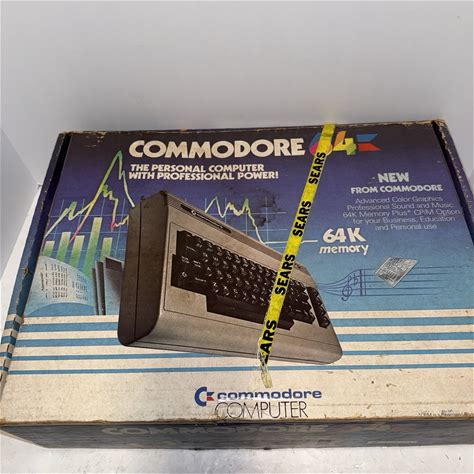 COMMODORE 64
THE PERSONAL COMPUTER
WITH PROFESSIONAL POWER!
NEW
FROM COMMODORE
Advanced Color Graphics
Professional Sound and Music
64K Memory Plus CP/M Option
for your Business, Education
and Personal use
64K
memory
SEARS
SEARS
SEARS
SEARS
EARS
commodore
COMPUTER